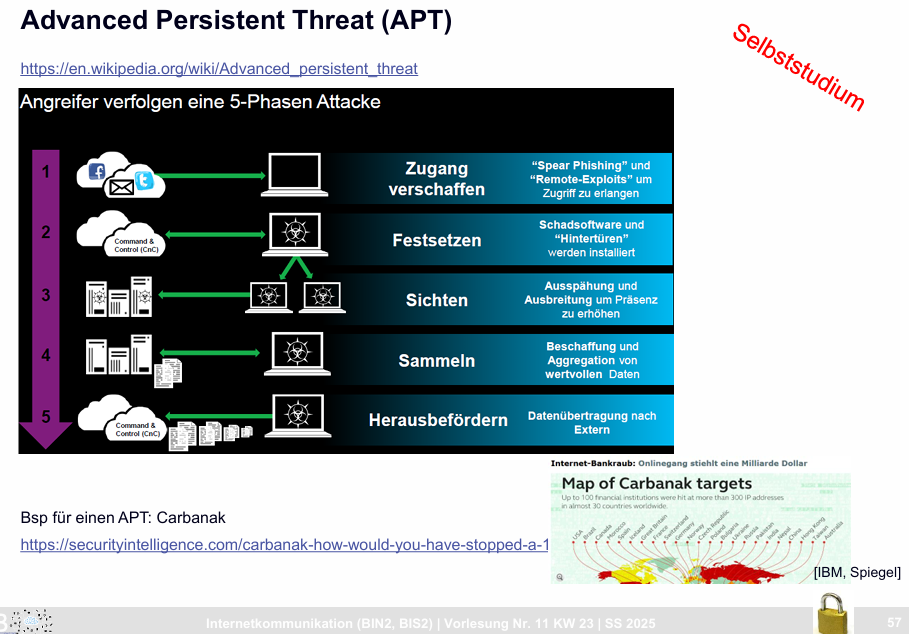 Advanced Persistent Threat (APT)
Selbststudium
https://en.wikipedia.org/wiki/Advanced_persistent_threat
Angreifer verfolgen eine 5-Phasen Attacke
1
Zugang
verschaffen
“Spear Phishing” und
“Remote-Exploits” um
Zugriff zu erlangen
2
Command &
Control (CnC)
Festsetzen
Schadsoftware und
“Hintertüren”
werden installiert
3
Sichten
Ausspähung und
Ausbreitung um Präsenz
zu erhöhen
4
Sammeln
Beschaffung und
Aggregation von
wertvollen Daten
5
Command &
Control (CnC)
Herausbefördern
Datenübertragung nach
Extern
Internet-Bankraub: Onlinegang stiehlt eine Milliarde Dollar
Map of Carbanak targets
Up to 100 financial institutions were hit at more than 300 IP addresses
in almost 30 countries worldwide.
USA
Brazil
Canada
Morocco
Spain
Iceland
Great Britain
France
Switzerland
Germany
Norway
Czech Republic
Poland
Bulgaria
Ukraine
Russia
Pakistan
India
Nepal
China
Hong Kong
Taiwan
Australia
Bsp für einen APT: Carbanak
https://securityintelligence.com/carbanak-how-would-you-have-stopped-a-1
[IBM, Spiegel]
Internetkommunikation (BIN2, BIS2) | Vorlesung Nr. 11 KW 23 | SS 2025
57